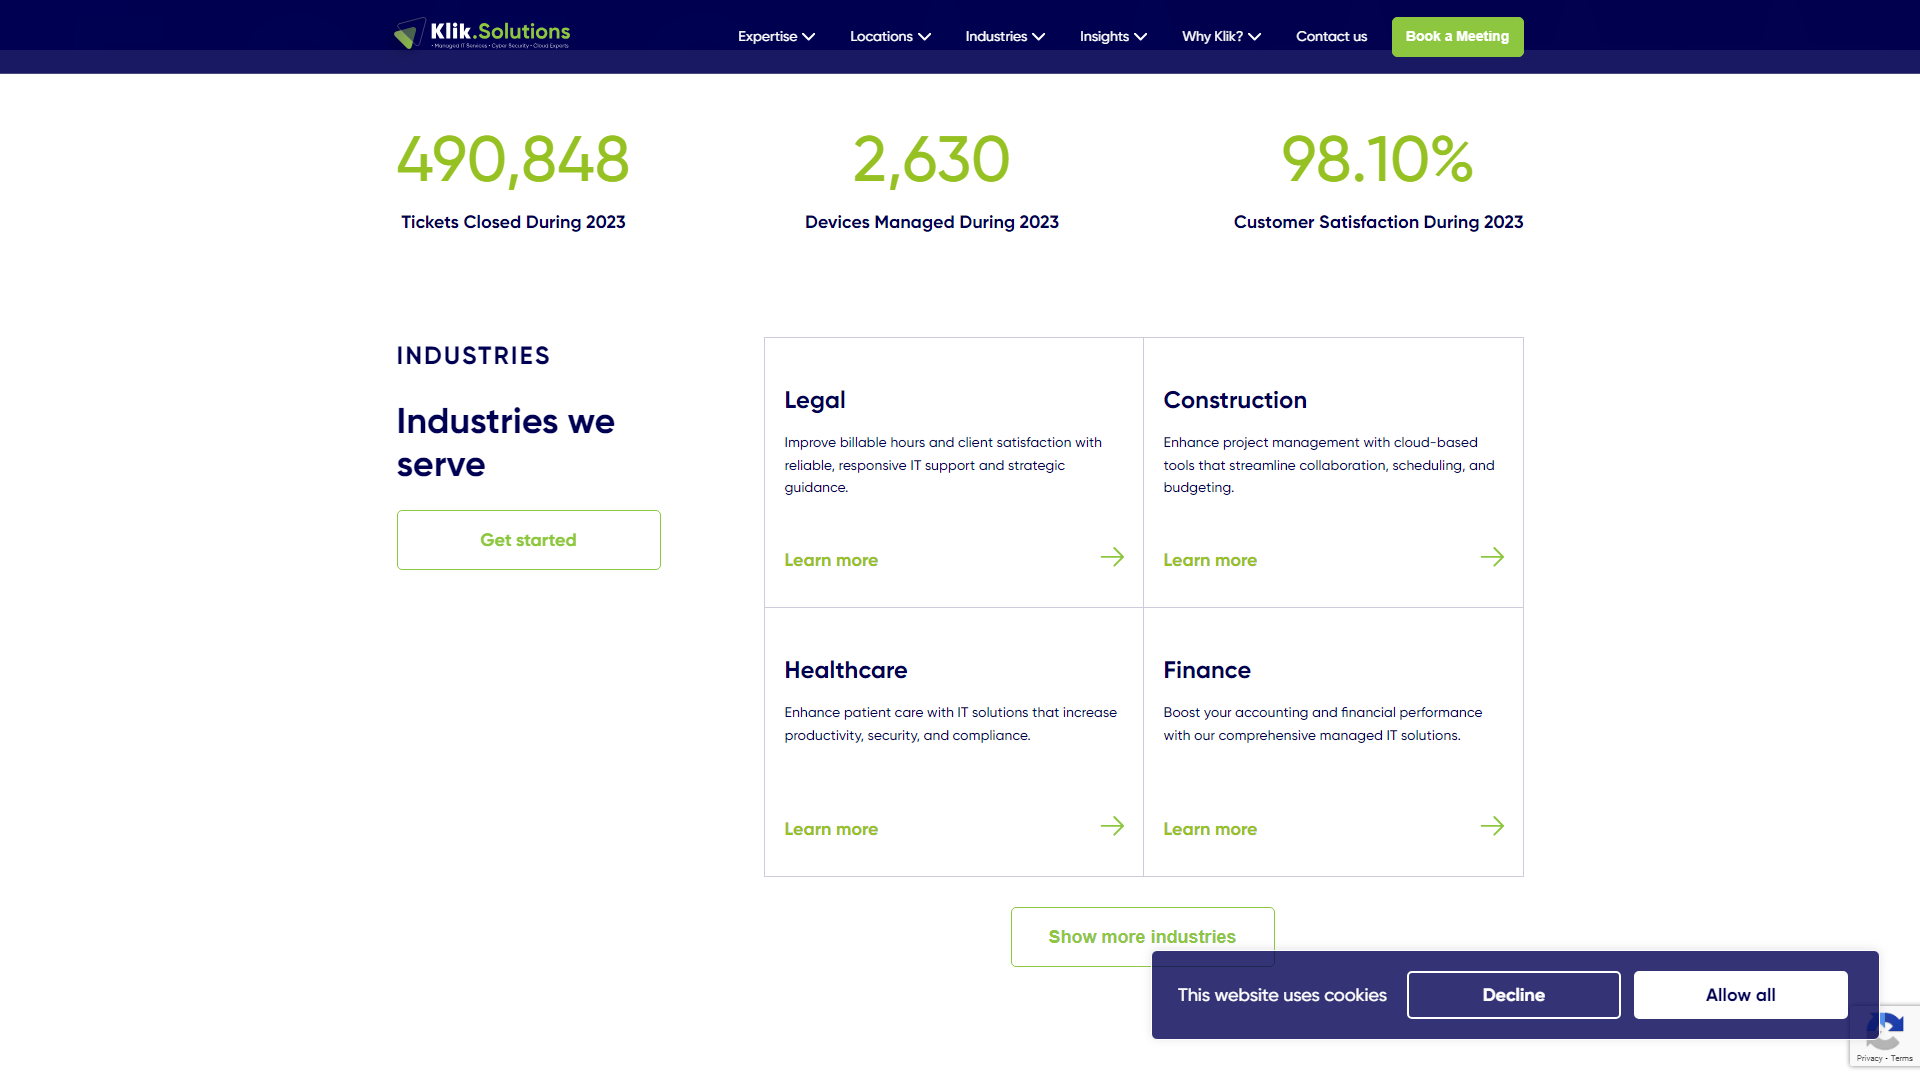 Klik.Solutions
• Managed IT Services • Cyber Security • Cloud Experts
Expertise
Locations
Industries
Insights
Why Klik?
Contact us
Book a Meeting
490,848
Tickets Closed During 2023
2,630
Devices Managed During 2023
98.10%
Customer Satisfaction During 2023
INDUSTRIES
Industries we
serve
Get started
Legal
Improve billable hours and client satisfaction with
reliable, responsive IT support and strategic
guidance.
Learn more
Construction
Enhance project management with cloud-based
tools that streamline collaboration, scheduling, and
budgeting.
Learn more
Healthcare
Enhance patient care with IT solutions that increase
productivity, security, and compliance.
Learn more
Finance
Boost your accounting and financial performance
with our comprehensive managed IT solutions.
Learn more
Show more industries
This website uses cookies
Decline
Allow all
Privacy - Terms